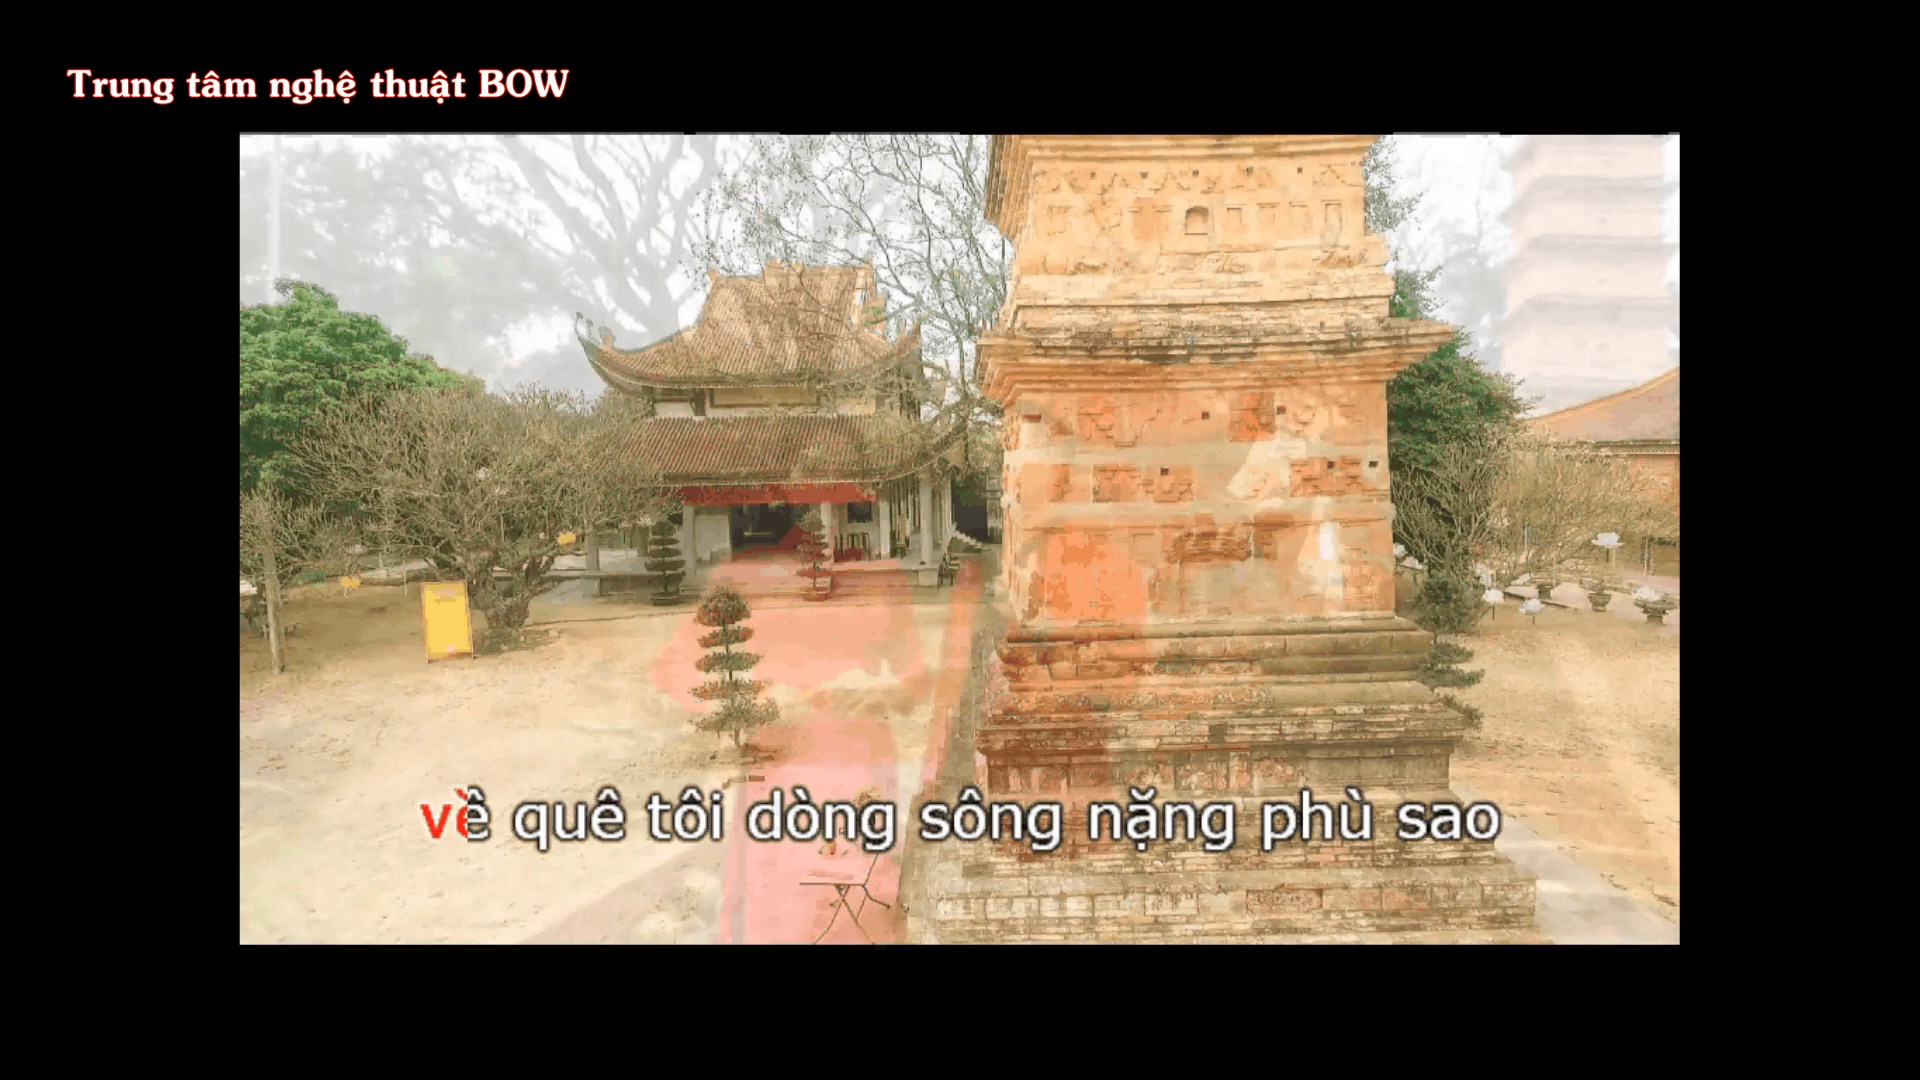 Trung tâm nghệ thuật BOW
về quê tôi dòng sông nặng phù sao